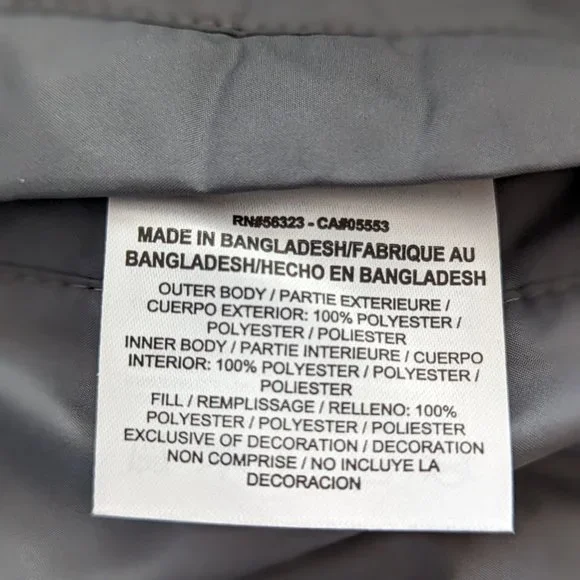 RN#56323 - CA#05553
MADE IN BANGLADESH/FABRIQUE AU
BANGLADESH/HECHO EN BANGLADESH
OUTER BODY / PARTIE EXTERIEURE /
CUERPO EXTERIOR: 100% POLYESTER /
POLYESTER / POLIESTER
INNER BODY / PARTIE INTERIEURE / CUERPO
INTERIOR: 100% POLYESTER / POLYESTER /
POLIESTER
FILL / REMPLISSAGE / RELLENO: 100%
POLYESTER / POLYESTER / POLIESTER
EXCLUSIVE OF DECORATION / DECORATION
NON COMPRISE / NO INCLUYE LA
DECORACION